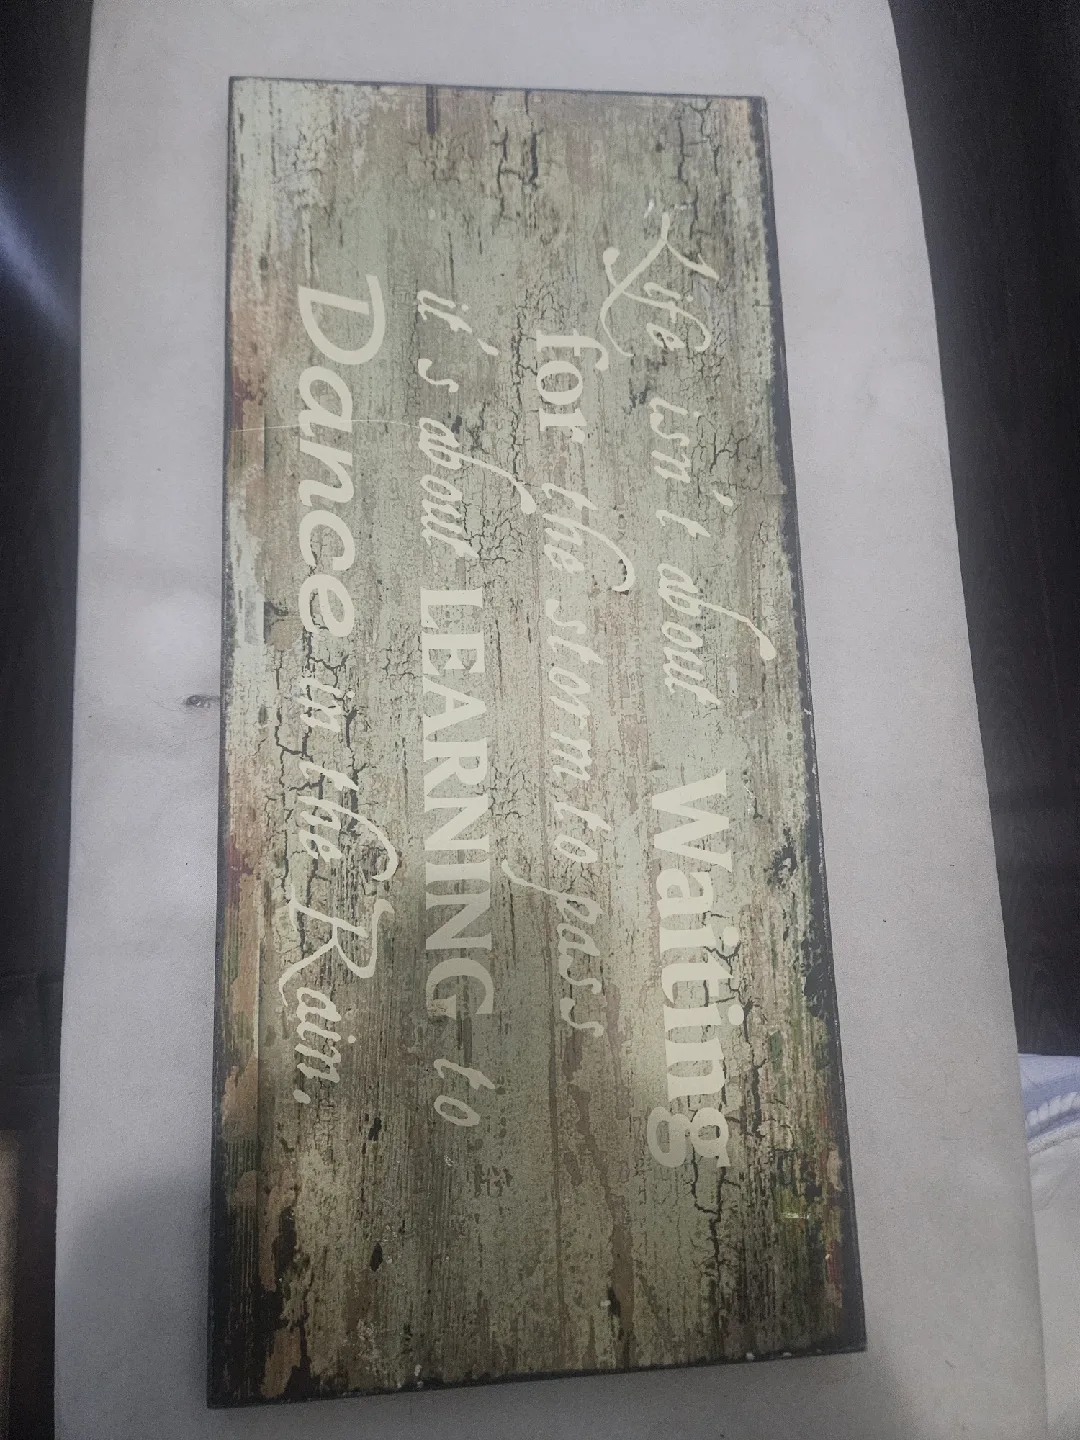 Life isn't about Waiting
for the storm to pass
it's about LEARNING to
Dance in the Rain.